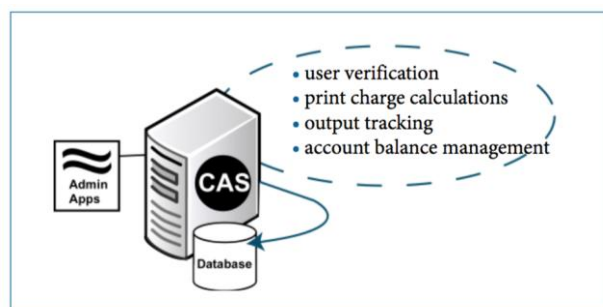 • user verification
• print charge calculations
• output tracking
• account balance management
Admin
Apps
CAS
Database